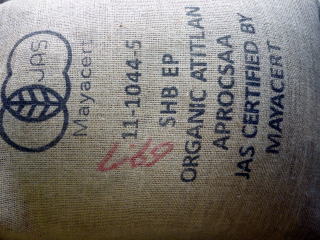 JAS
Mayacert
11-1044-5
SHB EP
ORGANIC ATITLAN
APROCSAA
JAS CERTIFIED BY
MAYACERT